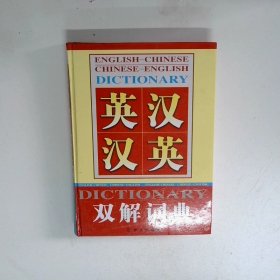 ENGLISH-CHINESE
CHINESE-ENGLISH
DICTIONARY
英汉
汉英
DICTIONARY
双解词典